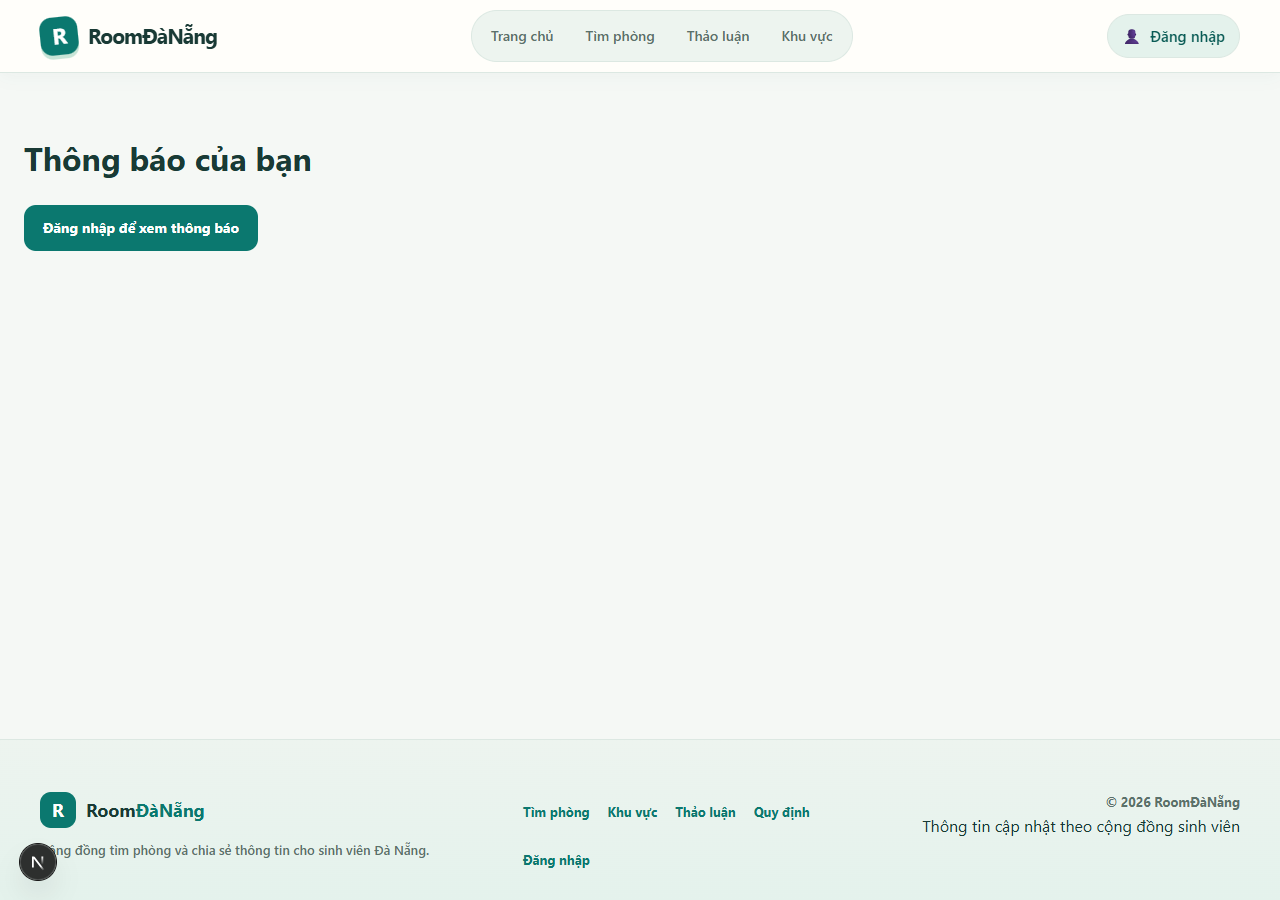 R RoomĐàNẵng
Trang chủ Tìm phòng Thảo luận Khu vực
Đăng nhập
Thông báo của bạn
Đăng nhập để xem thông báo
R RoomĐàNẵng
đồng tìm phòng và chia sẻ thông tin cho sinh viên Đà Nẵng.
Tìm phòng Khu vực Thảo luận Quy định
Đăng nhập
© 2026 RoomĐàNẵng
Thông tin cập nhật theo cộng đồng sinh viên
N